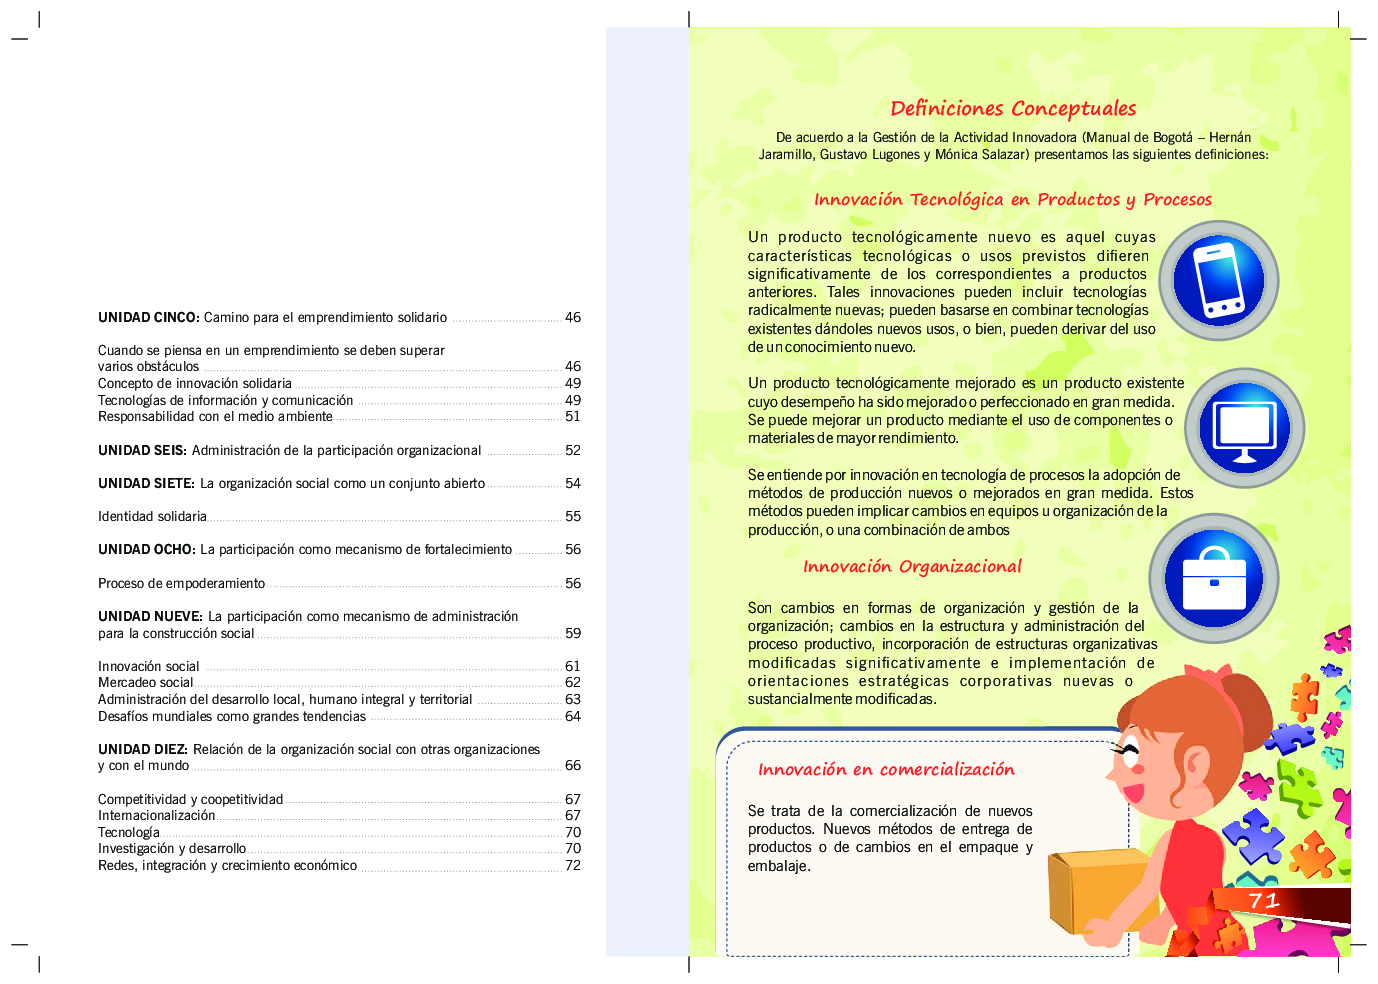 UNIDAD CINCO: Camino para el emprendimiento solidario 46
Cuando se piensa en un emprendimiento se deben superar
varios obstáculos 46
Concepto de innovación solidaria 49
Tecnologías de información y comunicación 49
Responsabilidad con el medio ambiente 51
UNIDAD SEIS: Administración de la participación organizacional 52
UNIDAD SIETE: La organización social como un conjunto abierto 54
Identidad solidaria 55
UNIDAD OCHO: La participación como mecanismo de fortalecimiento 56
Proceso de empoderamiento 56
UNIDAD NUEVE: La participación como mecanismo de administración
para la construcción social 59
Innovación social 61
Mercadeo social 62
Administración del desarrollo local, humano integral y territorial 63
Desafíos mundiales como grandes tendencias 64
UNIDAD DIEZ: Relación de la organización social con otras organizaciones
y con el mundo 66
Competitividad y coopetitividad 67
Internacionalización 67
Tecnología 70
Investigación y desarrollo 70
Redes, integración y crecimiento económico 72
Definiciones Conceptuales
De acuerdo a la Gestión de la Actividad Innovadora (Manual de Bogotá – Hernán
Jaramillo, Gustavo Lugones y Mónica Salazar) presentamos las siguientes definiciones:
Innovación Tecnológica en Productos y Procesos
Un producto tecnológicamente nuevo es aquel cuyas
características tecnológicas o usos previstos difieren
significativamente de los correspondientes a productos
anteriores. Tales innovaciones pueden incluir tecnologías
radicalmente nuevas; pueden basarse en combinar tecnologías
existentes dándoles nuevos usos, o bien, pueden derivar del uso
de un conocimiento nuevo.
Un producto tecnológicamente mejorado es un producto existente
cuyo desempeño ha sido mejorado o perfeccionado en gran medida.
Se puede mejorar un producto mediante el uso de componentes o
materiales de mayor rendimiento.
Se entiende por innovación en tecnología de procesos la adopción de
métodos de producción nuevos o mejorados en gran medida. Estos
métodos pueden implicar cambios en equipos u organización de la
producción, o una combinación de ambos
Innovación Organizacional
Son cambios en formas de organización y gestión de la
organización; cambios en la estructura y administración del
proceso productivo, incorporación de estructuras organizativas
modificadas significativamente e implementación de
orientaciones estratégicas corporativas nuevas o
sustancialmente modificadas.
Innovación en comercialización
Se trata de la comercialización de nuevos
productos. Nuevos métodos de entrega de
productos o de cambios en el empaque y
embalaje.
71